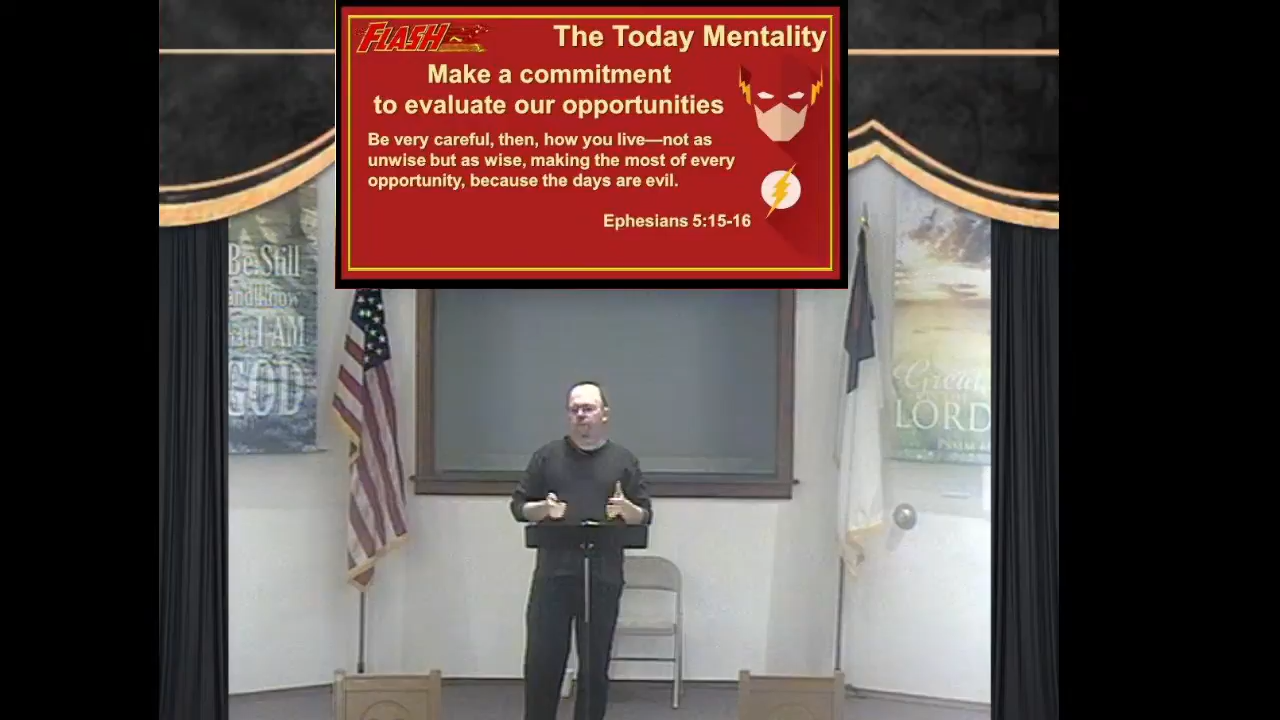 FLASH
The Today Mentality
Make a commitment
to evaluate our opportunities
Be very careful, then, how you live—not as
unwise but as wise, making the most of every
opportunity, because the days are evil.
Ephesians 5:15-16
Be Still
and know
I AM
GOD
Great
LORD